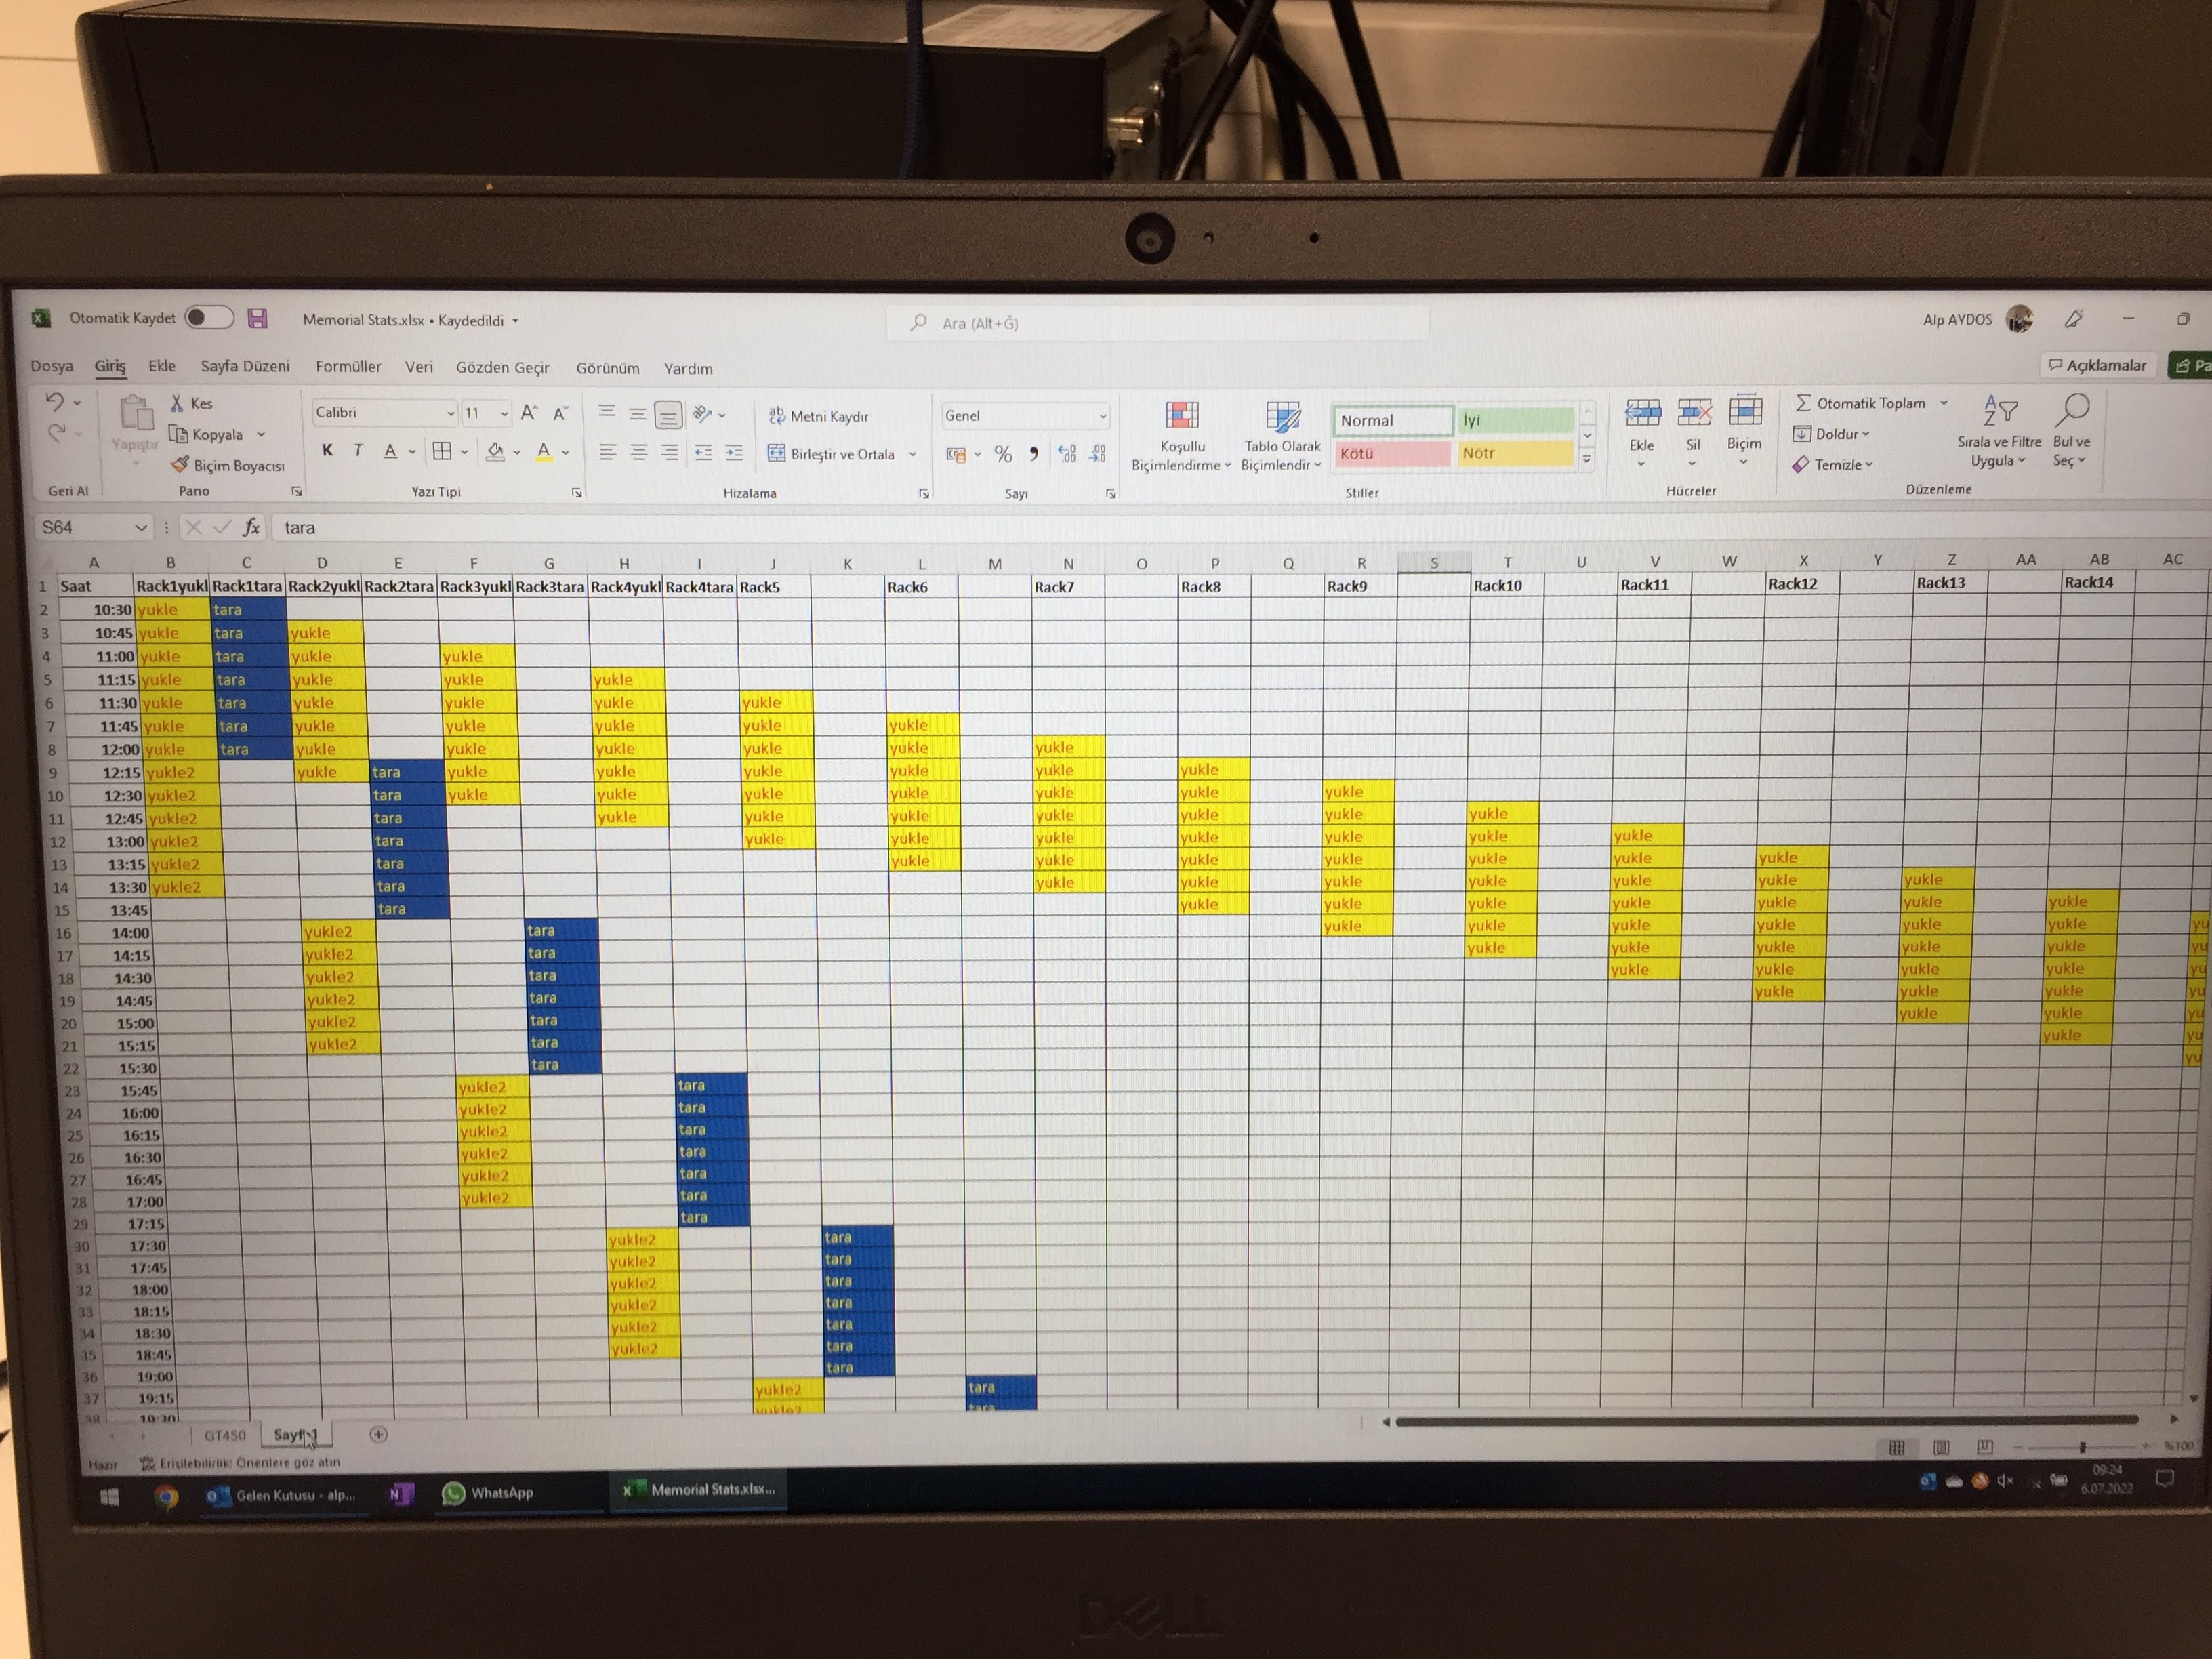 Otomatik Kaydet Memorial Stats.xlsx • Kaydedildi Ara (Alt+Ğ) Alp AYDOS
Dosya Giriş Ekle Sayfa Düzeni Formüller Veri Gözden Geçir Görünüm Yardım Açıklamalar Pa
Yapıştır Kes Kopyala Biçim Boyacısı Calibri 11 K T A Metni Kaydır Birleştir ve Ortala Genel % Koşullu Biçimlendirme Tablo Olarak Biçimlendir Normal İyi Kötü Nötr Ekle Sil Biçim Otomatik Toplam Doldur Temizle Sırala ve Filtre Uygula Bul ve Seç
Geri Al Pano Yazı Tipi Hizalama Sayı Stiller Hücreler Düzenleme
S64 fx tara
A B C D E F G H I J K L M N O P Q R S T U V W X Y Z AA AB AC
1 Saat Rack1yukl Rack1tara Rack2yukl Rack2tara Rack3yukl Rack3tara Rack4yukl Rack4tara Rack5 Rack6 Rack7 Rack8 Rack9 Rack10 Rack11 Rack12 Rack13 Rack14
2 10:30 yukle tara
3 10:45 yukle tara yukle
4 11:00 yukle tara yukle yukle
5 11:15 yukle tara yukle yukle yukle
6 11:30 yukle tara yukle yukle yukle yukle
7 11:45 yukle tara yukle yukle yukle yukle yukle
8 12:00 yukle tara yukle yukle yukle yukle yukle yukle
9 12:15 yukle2 yukle tara yukle yukle yukle yukle yukle yukle
10 12:30 yukle2 tara yukle yukle yukle yukle yukle yukle yukle
11 12:45 yukle2 tara yukle yukle yukle yukle yukle yukle yukle
12 13:00 yukle2 tara yukle yukle yukle yukle yukle yukle yukle
13 13:15 yukle2 tara yukle yukle yukle yukle yukle yukle yukle
14 13:30 yukle2 tara yukle yukle yukle yukle yukle yukle yukle
15 13:45 tara yukle yukle yukle yukle yukle yukle yukle
16 14:00 yukle2 tara yukle yukle yukle yukle yukle yukle yu
17 14:15 yukle2 tara yukle yukle yukle yukle yukle yu
18 14:30 yukle2 tara yukle yukle yukle yukle yu
19 14:45 yukle2 tara yukle yukle yukle yu
20 15:00 yukle2 tara yukle yukle yu
21 15:15 yukle2 tara yukle yu
22 15:30 tara yu
23 15:45 yukle2 tara
24 16:00 yukle2 tara
25 16:15 yukle2 tara
26 16:30 yukle2 tara
27 16:45 yukle2 tara
28 17:00 yukle2 tara
29 17:15 tara
30 17:30 yukle2 tara
31 17:45 yukle2 tara
32 18:00 yukle2 tara
33 18:15 yukle2 tara
34 18:30 yukle2 tara
35 18:45 yukle2 tara
36 19:00 tara
37 19:15 yukle2 tara
GT450
Hazır Erişilebilirlik: Önerilere göz atın %100
Gelen Kutusu - alp... WhatsApp Memorial Stats.xlsx... 09:24
6.07.2022
DELL